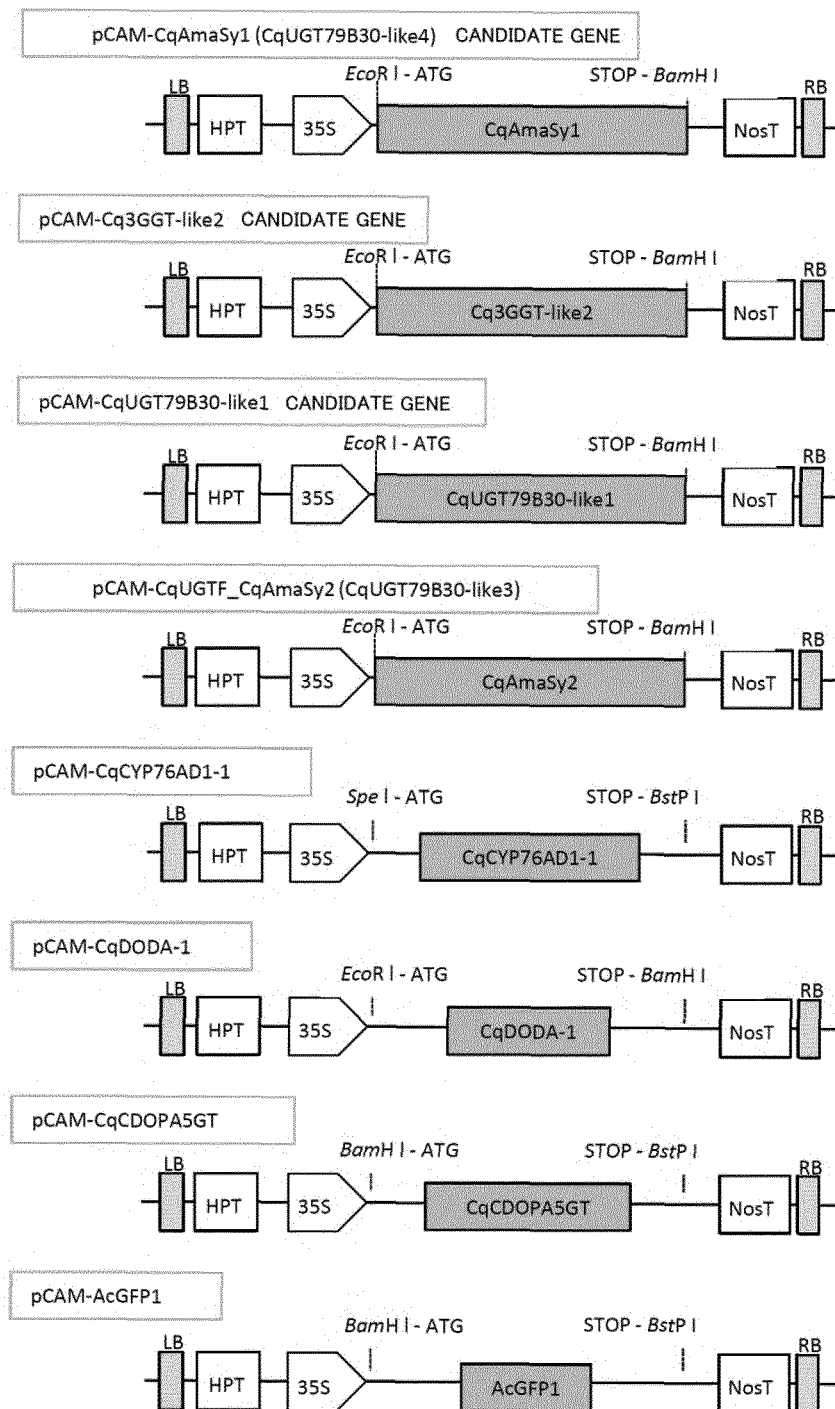 pCAM-CqAmaSy1 (CqUGT79B30-like4) CANDIDATE GENE
LB EcoR I - ATG STOP - BamH I RB
HPT 35S CqAmaSy1 NosT
pCAM-Cq3GGT-like2 CANDIDATE GENE
LB EcoR I - ATG STOP - BamH I RB
HPT 35S Cq3GGT-like2 NosT
pCAM-CqUGT79B30-like1 CANDIDATE GENE
LB EcoR I - ATG STOP - BamH I RB
HPT 35S CqUGT79B30-like1 NosT
pCAM-CqUGTF_CqAmaSy2 (CqUGT79B30-like3)
LB EcoR I - ATG STOP - BamH I RB
HPT 35S CqAmaSy2 NosT
pCAM-CqCYP76AD1-1
LB Spe I - ATG STOP - BstP I RB
HPT 35S CqCYP76AD1-1 NosT
pCAM-CqDODA-1
LB EcoR I - ATG STOP - BamH I RB
HPT 35S CqDODA-1 NosT
pCAM-CqCDOPA5GT
LB BamH I - ATG STOP - BstP I RB
HPT 35S CqCDOPA5GT NosT
pCAM-AcGFP1
LB BamH I - ATG STOP - BstP I RB
HPT 35S AcGFP1 NosT